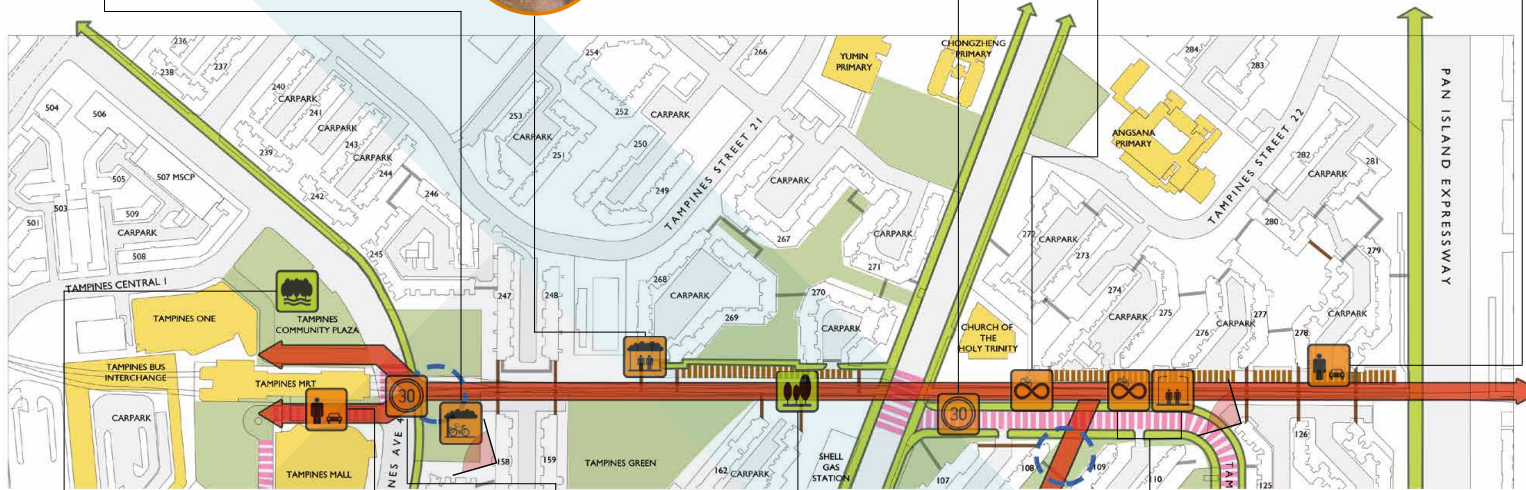 236
237
238
240
CARPARK
241
CARPARK
243
CARPARK
244
239
242
246
245
504
506
505
507 MSCP
503
501
509
CARPARK
508
TAMPINES CENTRAL 1
254
253
252
CARPARK
CARPARK
251
250
249
266
TAMPINES STREET 21
YUMIN
PRIMARY
CHONGZHENG
PRIMARY
ANGSANA
PRIMARY
284
283
TAMPINES STREET 22
282
CARPARK
281
280
279
PAN ISLAND EXPRESSWAY
CARPARK
267
CARPARK
271
268
CARPARK
269
270
CARPARK
272
CARPARK
273
274
CARPARK
275
276
CARPARK
277
278
CARPARK
CHURCH OF
THE
HOLY TRINITY
TAMPINES ONE
TAMPINES
COMMUNITY PLAZA
247
248
TAMPINES BUS
INTERCHANGE
TAMPINES MRT
30
30
CARPARK
TAMPINES MALL
NES AVE 4
158
159
TAMPINES GREEN
162
CARPARK
SHELL
GAS
STATION
107
108
109
110
TAM
125
126